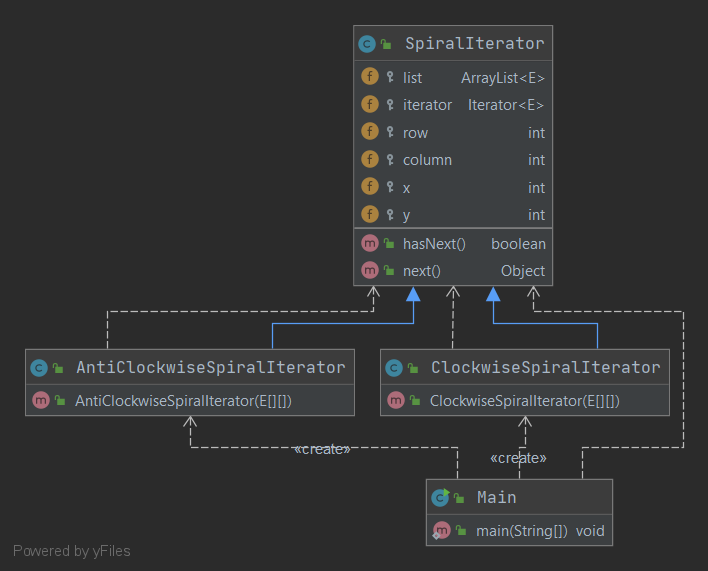 SpiralIterator
list ArrayList<E>
iterator Iterator<E>
row int
column int
x int
y int
hasNext() boolean
next() Object
AntiClockwiseSpiralIterator
AntiClockwiseSpiralIterator(E[][])
ClockwiseSpiralIterator
ClockwiseSpiralIterator(E[][])
«create»
«create»
Main
main(String[]) void
Powered by yFiles